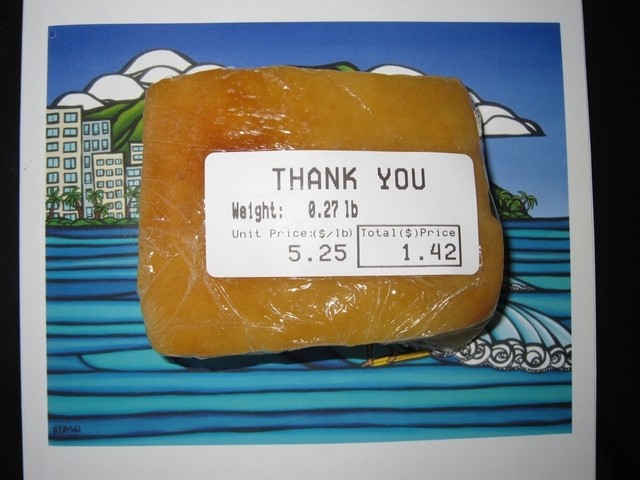 THANK YOU
Weight: 0.27 lb
Unit Price:($/lb) Total($)Price
5.25 1.42